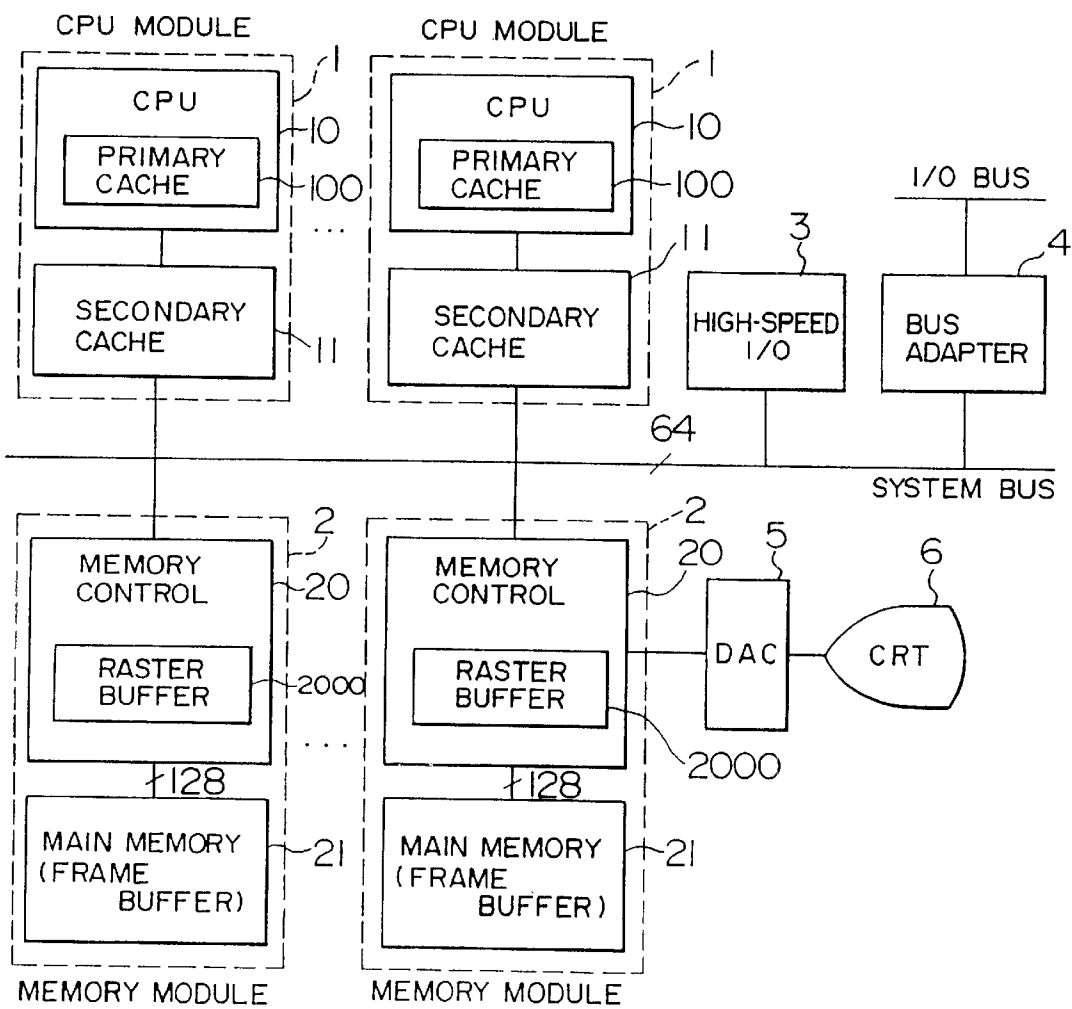 CPU MODULE
CPU MODULE
1
1
CPU
10
CPU
10
PRIMARY
CACHE
100
PRIMARY
CACHE
100
I/O BUS
...
11
3
4
SECONDARY
CACHE
11
SECONDARY
CACHE
HIGH-SPEED
I/O
BUS
ADAPTER
64
SYSTEM BUS
2
2
MEMORY
CONTROL
20
MEMORY
CONTROL
20
5
6
RASTER
BUFFER
2000
RASTER
BUFFER
2000
DAC
CRT
...
128
128
MAIN MEMORY
(FRAME
BUFFER)
21
MAIN MEMORY
(FRAME
BUFFER)
21
MEMORY MODULE
MEMORY MODULE